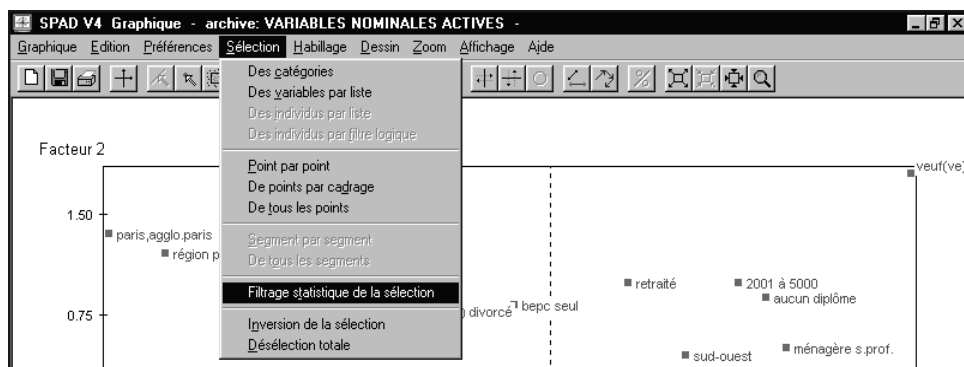 SPAD V4 Graphique - archive: VARIABLES NOMINALES ACTIVES -
Graphique Edition Préférences Sélection Habillage Dessin Zoom Affichage Aide
Des catégories
Des variables par liste
Des individus par liste
Des individus par filtre logique
Point par point
De points par cadrage
De tous les points
Segment par segment
De tous les segments
Filtrage statistique de la sélection
Inversion de la sélection
Désélection totale
Facteur 2
veuf(ve)
1.50
paris,agglo.paris
région p
retraité
2001 à 5000
aucun diplôme
divorcé
bepc seul
0.75
ménagère s.prof.
sud-ouest